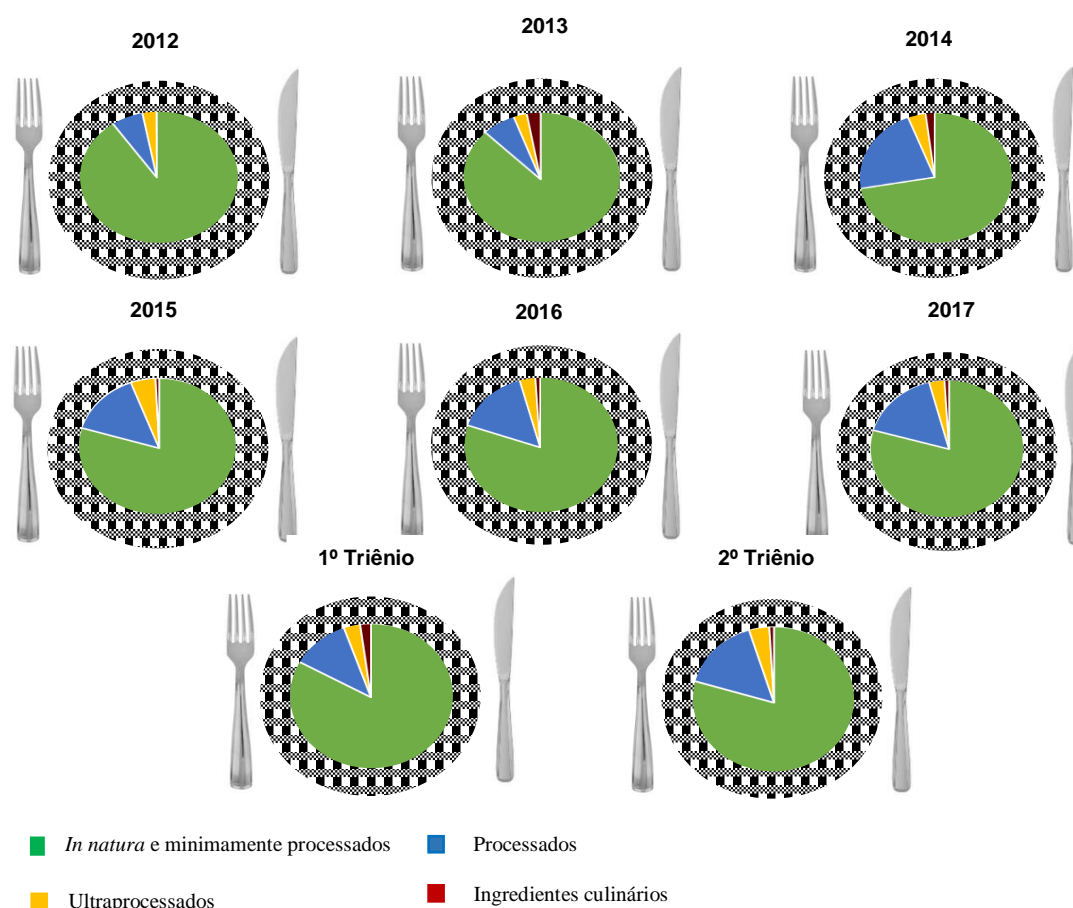 2012
2013
2014
2015
2016
2017
1º Triênio
2º Triênio
In natura e minimamente processados
Processados
Ultraprocessados
Ingredientes culinários